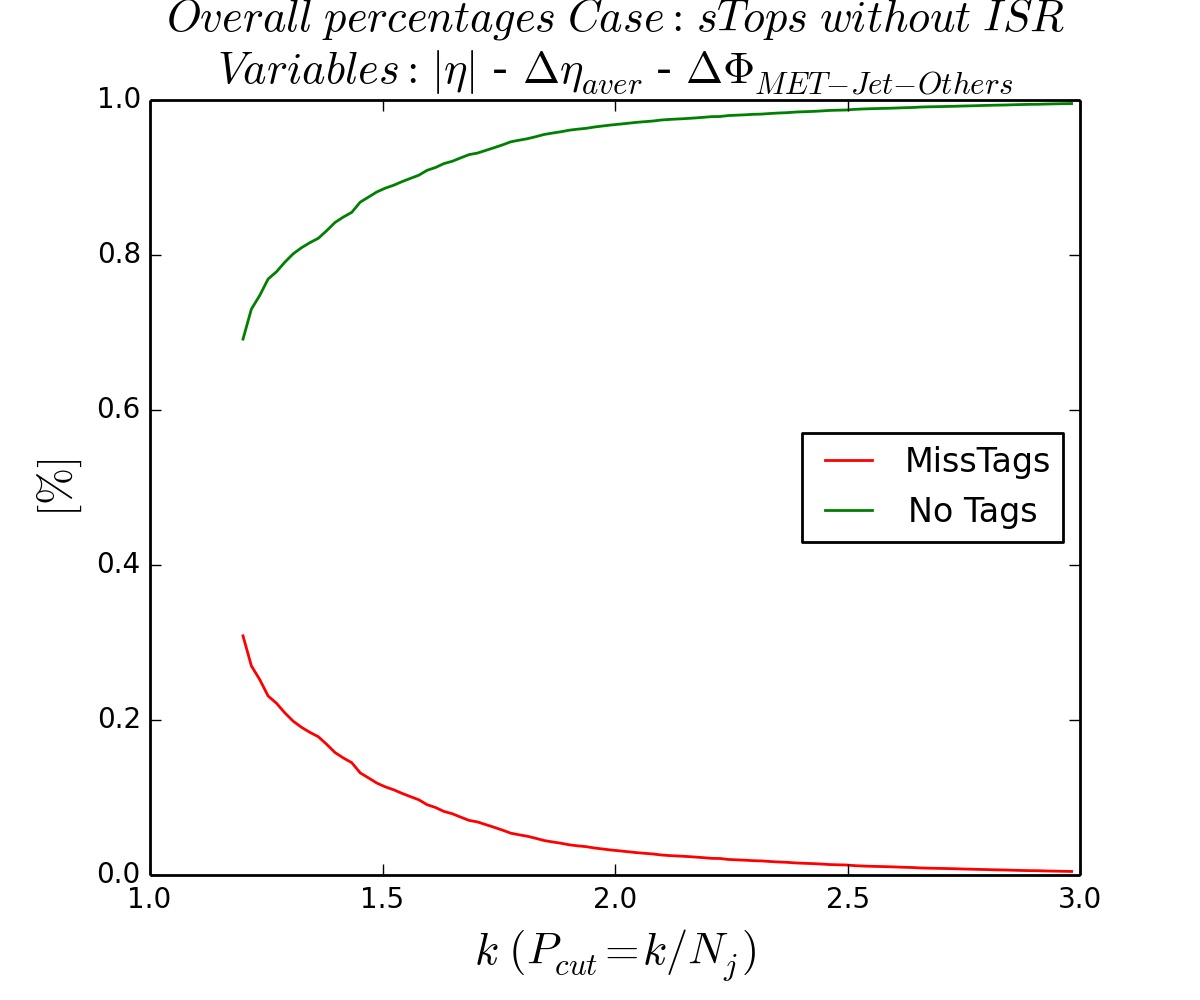 Overall percentages Case: sTops without ISR
Variables: |η| - Δη_aver - ΔΦ_MET−Jet−Others
1.0
0.8
0.6
0.4
0.2
0.0
[%]
MissTags
No Tags
1.0 1.5 2.0 2.5 3.0
k (P_cut = k/N_j)